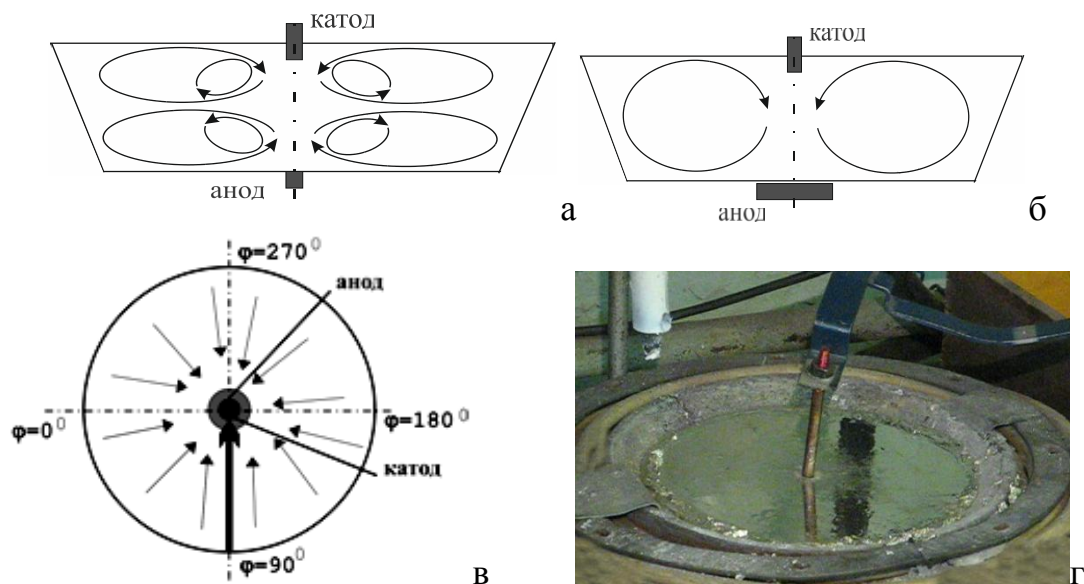 катод
анод
а
катод
анод
б
φ=270⁰
анод
φ=0⁰
φ=180⁰
катод
φ=90⁰
в
г